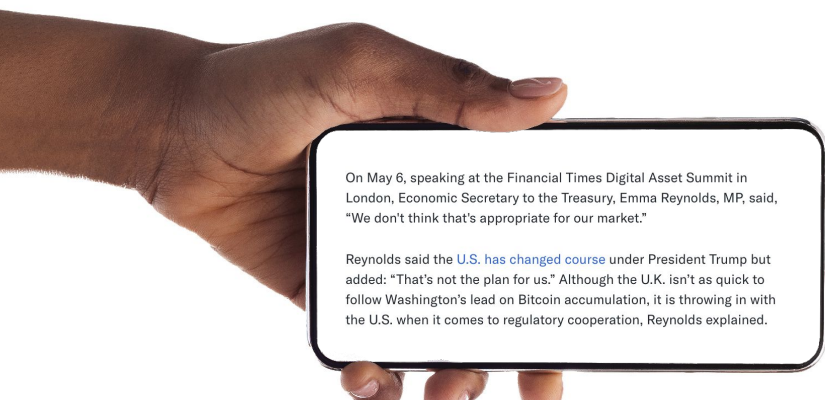 On May 6, speaking at the Financial Times Digital Asset Summit in
London, Economic Secretary to the Treasury, Emma Reynolds, MP, said,
“We don't think that's appropriate for our market.”
Reynolds said the U.S. has changed course under President Trump but
added: “That’s not the plan for us.” Although the U.K. isn’t as quick to
follow Washington’s lead on Bitcoin accumulation, it is throwing in with
the U.S. when it comes to regulatory cooperation, Reynolds explained.